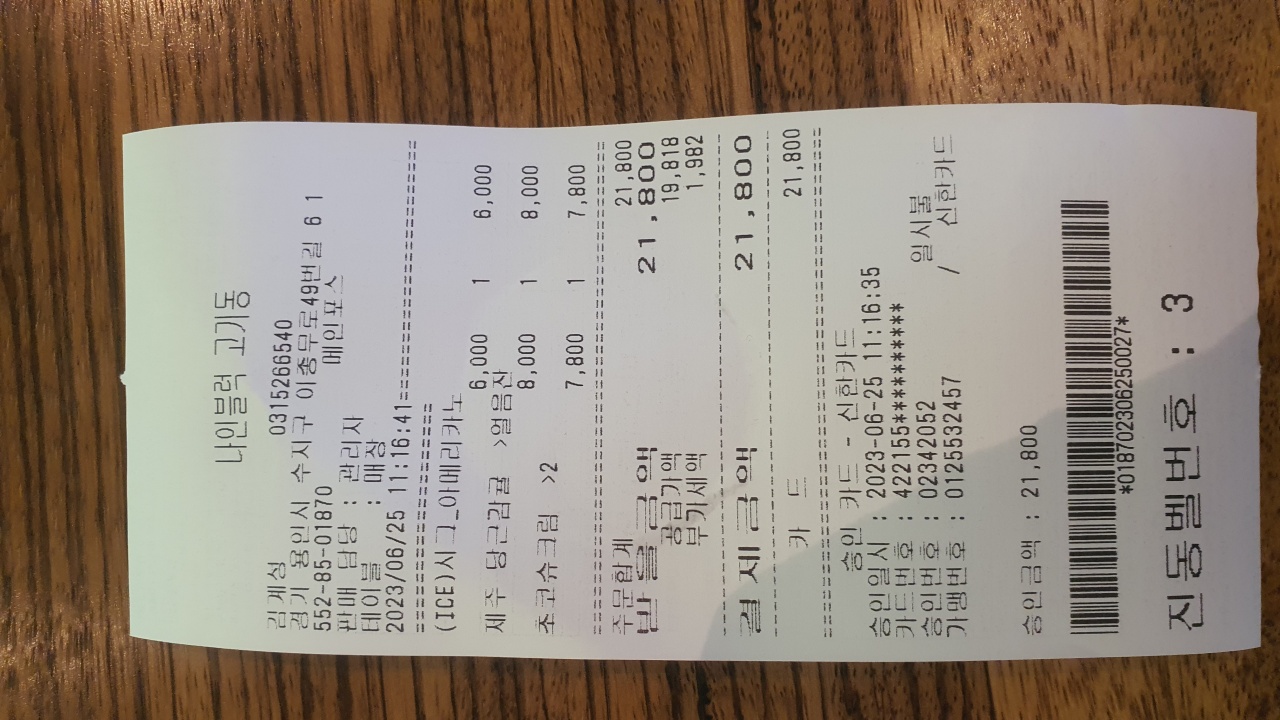 나인블럭 고기동
김계성 0315266540
경기 용인시 수지구 이종무로49번길 6 1
552-85-01870
판매 담당 : 관리자 메인포스
테이블 : 매장
2023/06/25 11:16:41================
================
(ICE)시그_아메리카노
6,000 1 6,000
제주 당근감귤 >얼음잔
8,000 1 8,000
초코슈크림 >2
7,800 1 7,800
================================
주문합계 21,800
받을금액 21,800
공급가액 19,818
부가세액 1,982
--------------------------------
결제금액 21,800
--------------------------------
카 드 21,800
================================
승인 카드 - 신한카드
승인일시 : 2023-06-25 11:16:35
카드번호 : 422155**********
승인번호 : 02342052 / 일시불
가맹번호 : 0125532457 신한카드
승인금액 : 21,800
*018702306250027*
진동벨번호 : 3